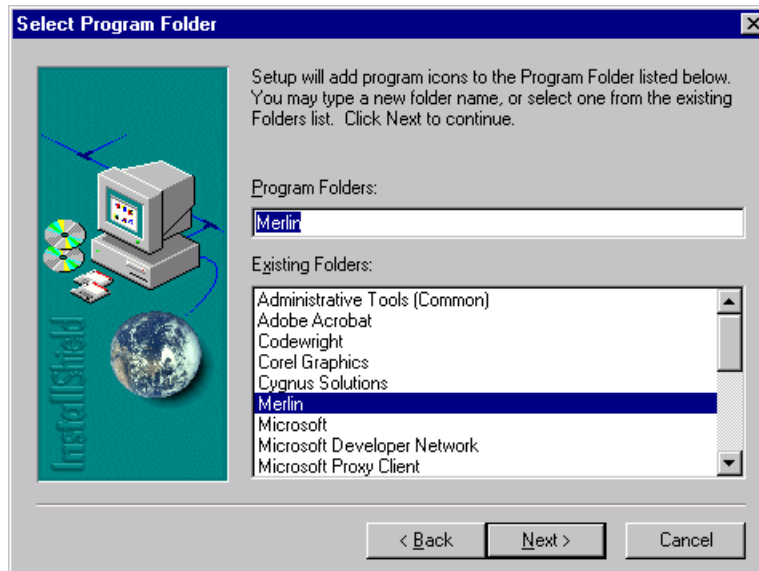 Select Program Folder
Setup will add program icons to the Program Folder listed below.
You may type a new folder name, or select one from the existing
Folders list.  Click Next to continue.
Program Folders:
Merlin
Existing Folders:
Administrative Tools (Common)
Adobe Acrobat
Codewright
Corel Graphics
Cygnus Solutions
Merlin
Microsoft
Microsoft Developer Network
Microsoft Proxy Client
InstallShield
< Back
Next >
Cancel